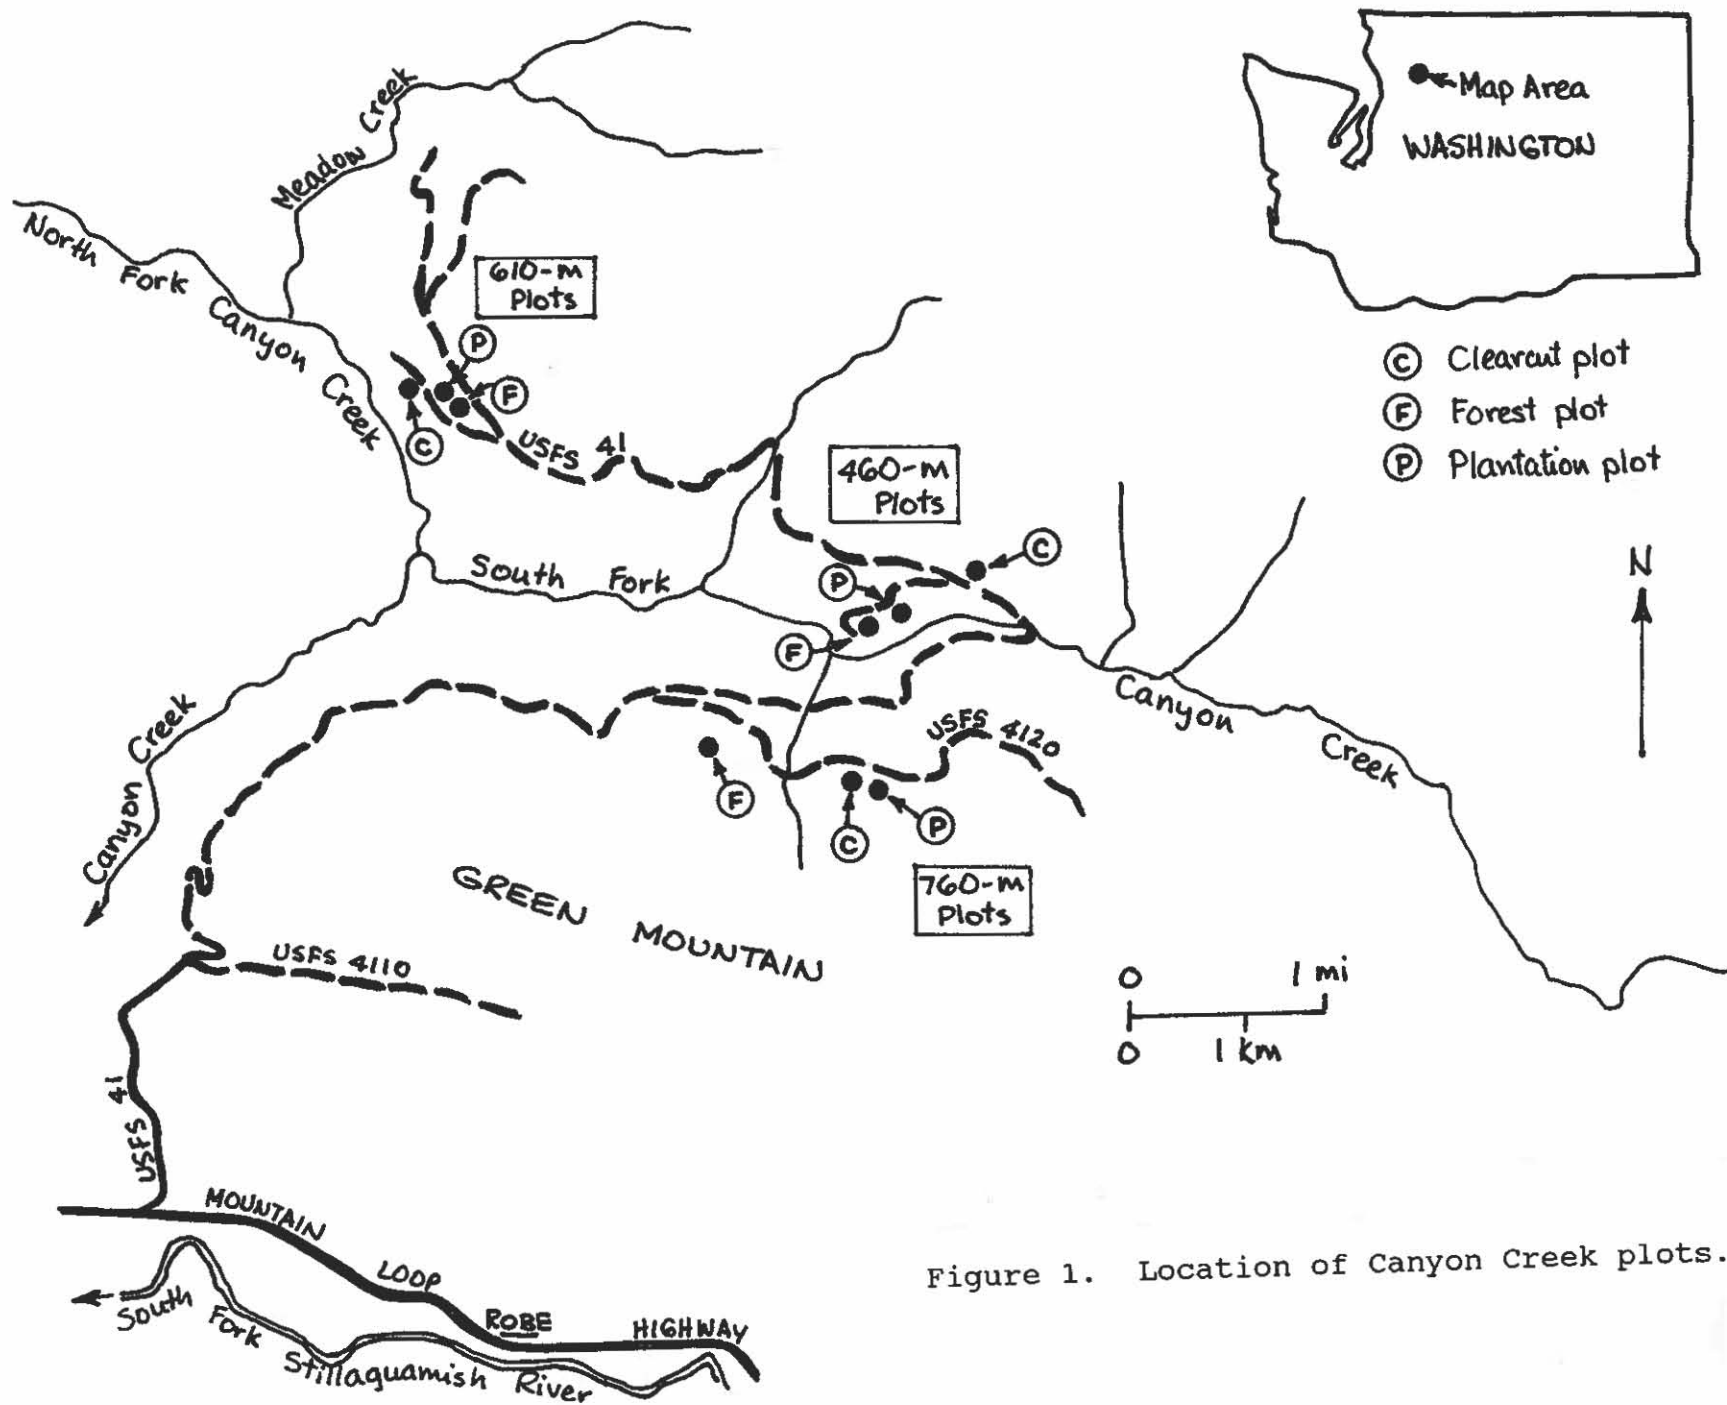 Meadow Creek
North Fork Canyon Creek
610-m
Plots
P
F
C
USFS 41
460-m
Plots
C
P
F
South Fork
Canyon Creek
Canyon Creek
USFS 4120
F
C
P
760-m
Plots
GREEN MOUNTAIN
USFS 4110
USFS 41
MOUNTAIN LOOP HIGHWAY
ROBE
South Fork Stillaguamish River
Map Area
WASHINGTON
C Clearcut plot
F Forest plot
P Plantation plot
N
0 1 mi
0 1 km
Figure 1. Location of Canyon Creek plots.